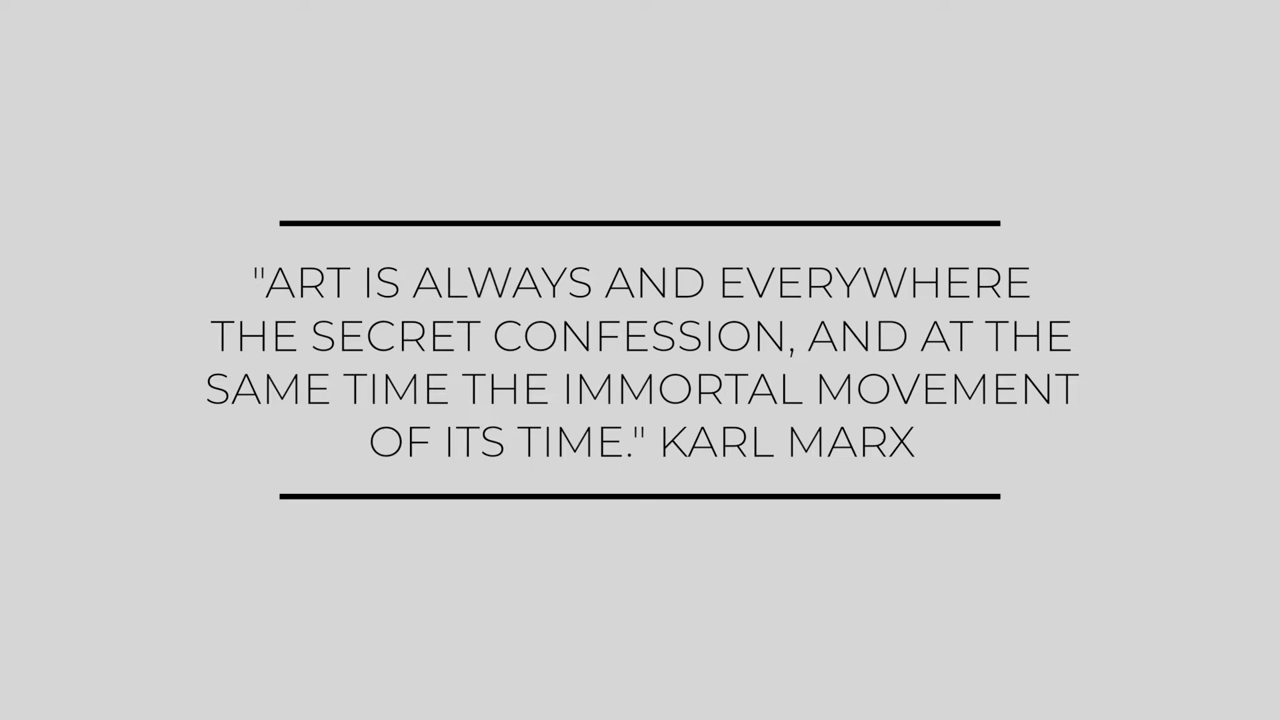 "ART IS ALWAYS AND EVERYWHERE
THE SECRET CONFESSION, AND AT THE
SAME TIME THE IMMORTAL MOVEMENT
OF ITS TIME." KARL MARX